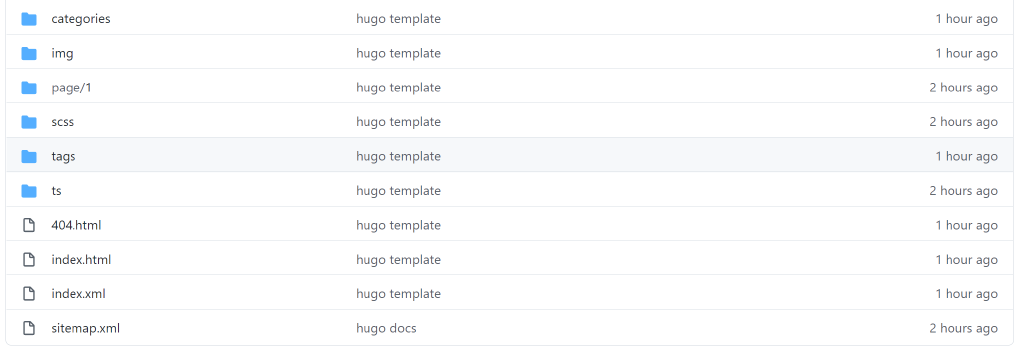 categories hugo template 1 hour ago
img hugo template 1 hour ago
page/1 hugo template 2 hours ago
scss hugo template 2 hours ago
tags hugo template 1 hour ago
ts hugo template 2 hours ago
404.html hugo template 1 hour ago
index.html hugo template 1 hour ago
index.xml hugo template 1 hour ago
sitemap.xml hugo docs 2 hours ago